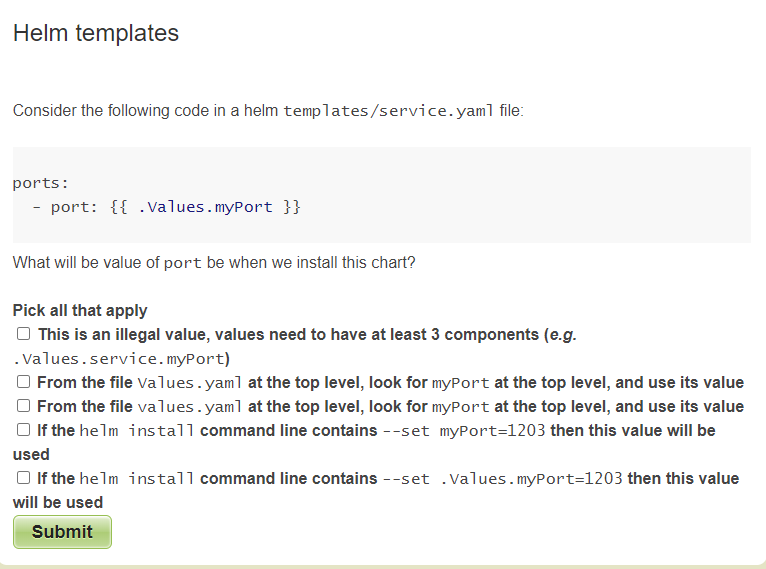 Helm templates
Consider the following code in a helm templates/service.yaml file:
ports:
  - port: {{ .Values.myPort }}
What will be value of port be when we install this chart?
Pick all that apply
This is an illegal value, values need to have at least 3 components (e.g.
.Values.service.myPort)
From the file Values.yaml at the top level, look for myPort at the top level, and use its value
From the file values.yaml at the top level, look for myPort at the top level, and use its value
If the helm install command line contains --set myPort=1203 then this value will be
used
If the helm install command line contains --set .Values.myPort=1203 then this value
will be used
Submit